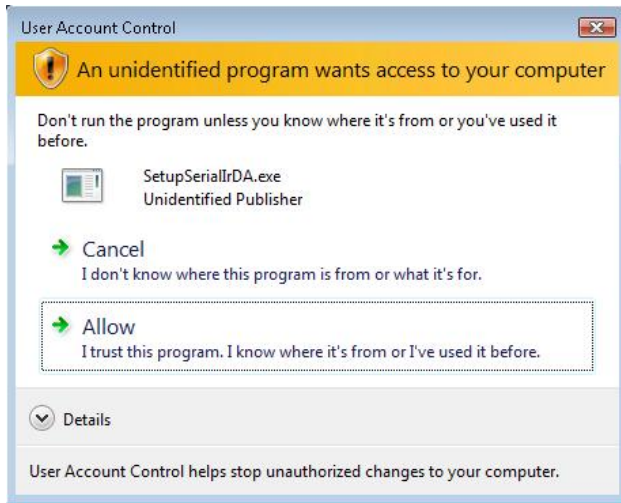 User Account Control
An unidentified program wants access to your computer
Don't run the program unless you know where it's from or you've used it
before.
SetupSerialIrDA.exe
Unidentified Publisher
Cancel
I don't know where this program is from or what it's for.
Allow
I trust this program. I know where it's from or I've used it before.
Details
User Account Control helps stop unauthorized changes to your computer.